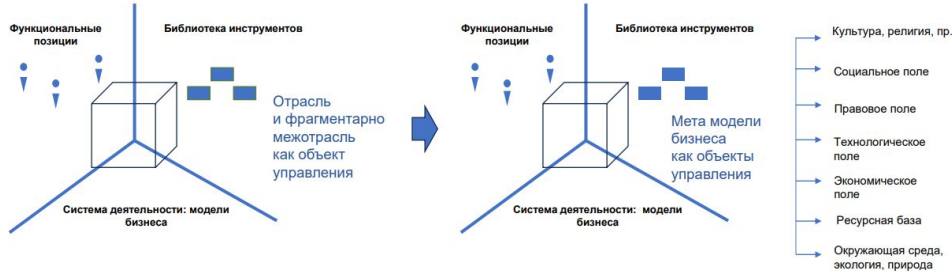 Функциональные
позиции
Библиотека инструментов
Отрасль
и фрагментарно
межотрасль
как объект
управления
Система деятельности: модели
бизнеса
Функциональные
позиции
Библиотека инструментов
Мета модели
бизнеса
как объекты
управления
Система деятельности: модели
бизнеса
Культура, религия, пр.
Социальное поле
Правовое поле
Технологическое
поле
Экономическое
поле
Ресурсная база
Окружающая среда,
экология, природа